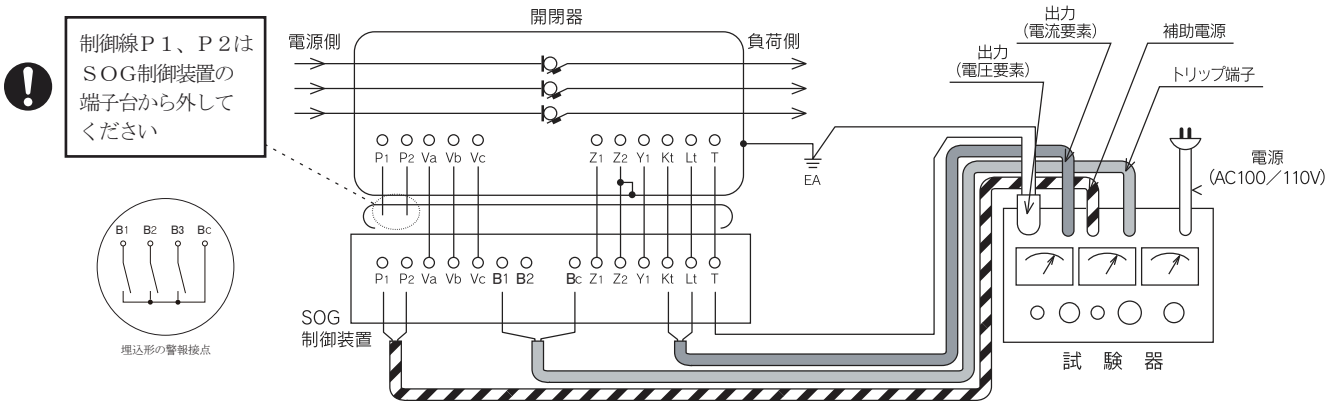 制御線P1、P2は
SOG制御装置の
端子台から外して
ください
開閉器
電源側
負荷側
P1 P2 Va Vb Vc Z1 Z2 Y1 Kt Lt T
EA
B1 B2 B3 Bc
埋込形の警報接点
P1 P2 Va Vb Vc B1 B2 Bc Z1 Z2 Y1 Kt Lt T
SOG
制御装置
出力
(電圧要素)
出力
(電流要素)
補助電源
トリップ端子
電源
(AC100/110V)
試験器